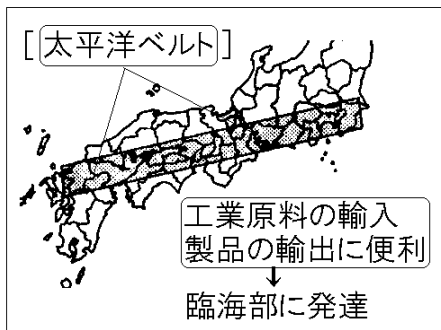 [太平洋ベルト]
工業原料の輸入
製品の輸出に便利
↓
臨海部に発達